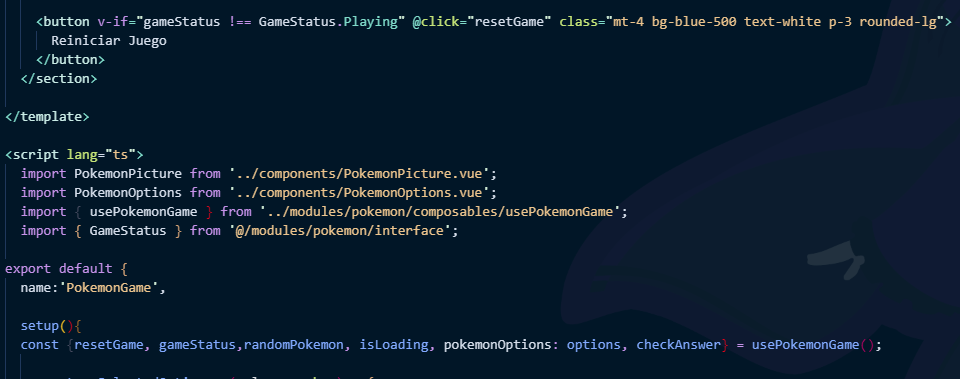 <button v-if="gameStatus !== GameStatus.Playing" @click="resetGame" class="mt-4 bg-blue-500 text-white p-3 rounded-lg">
Reiniciar Juego
</button>
</section>
</template>
<script lang="ts">
import PokemonPicture from '../components/PokemonPicture.vue';
import PokemonOptions from '../components/PokemonOptions.vue';
import { usePokemonGame } from '../modules/pokemon/composables/usePokemonGame';
import { GameStatus } from '@/modules/pokemon/interface';
export default {
name:'PokemonGame',
setup(){
const {resetGame, gameStatus,randomPokemon, isLoading, pokemonOptions: options, checkAnswer} = usePokemonGame();